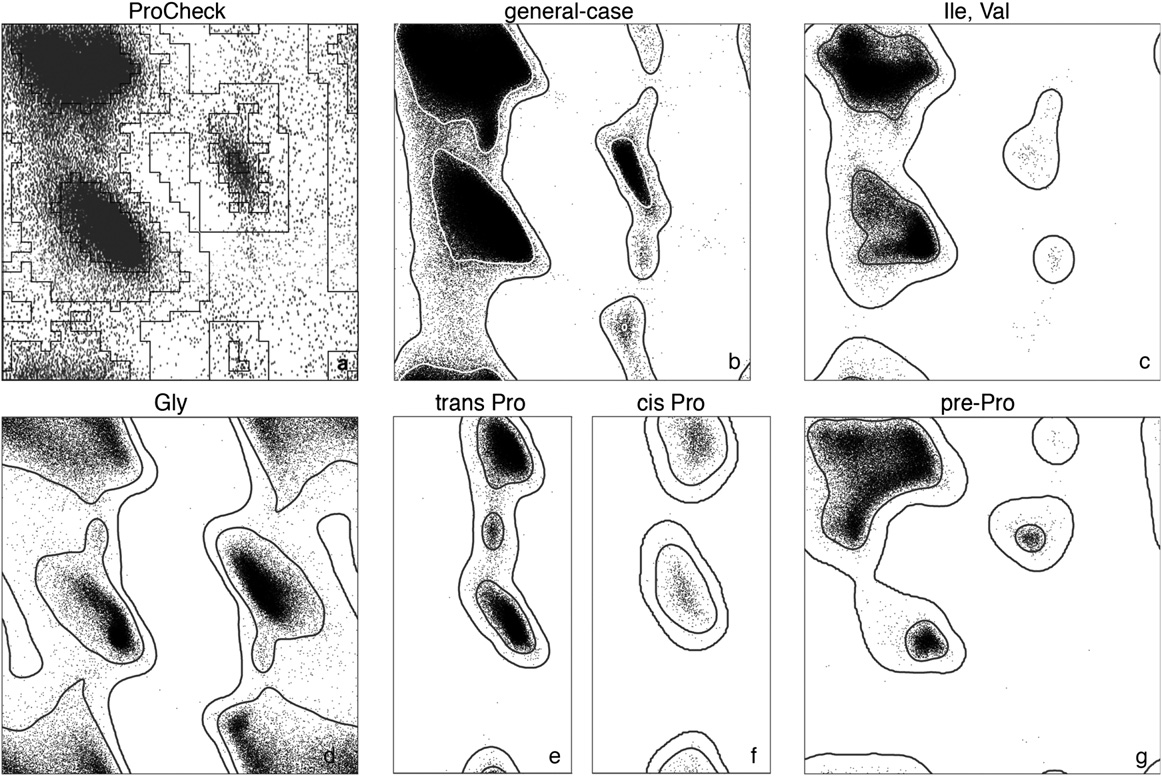 ProCheck
general-case
Ile, Val
a
b
c
Gly
trans Pro
cis Pro
pre-Pro
d
e
f
g